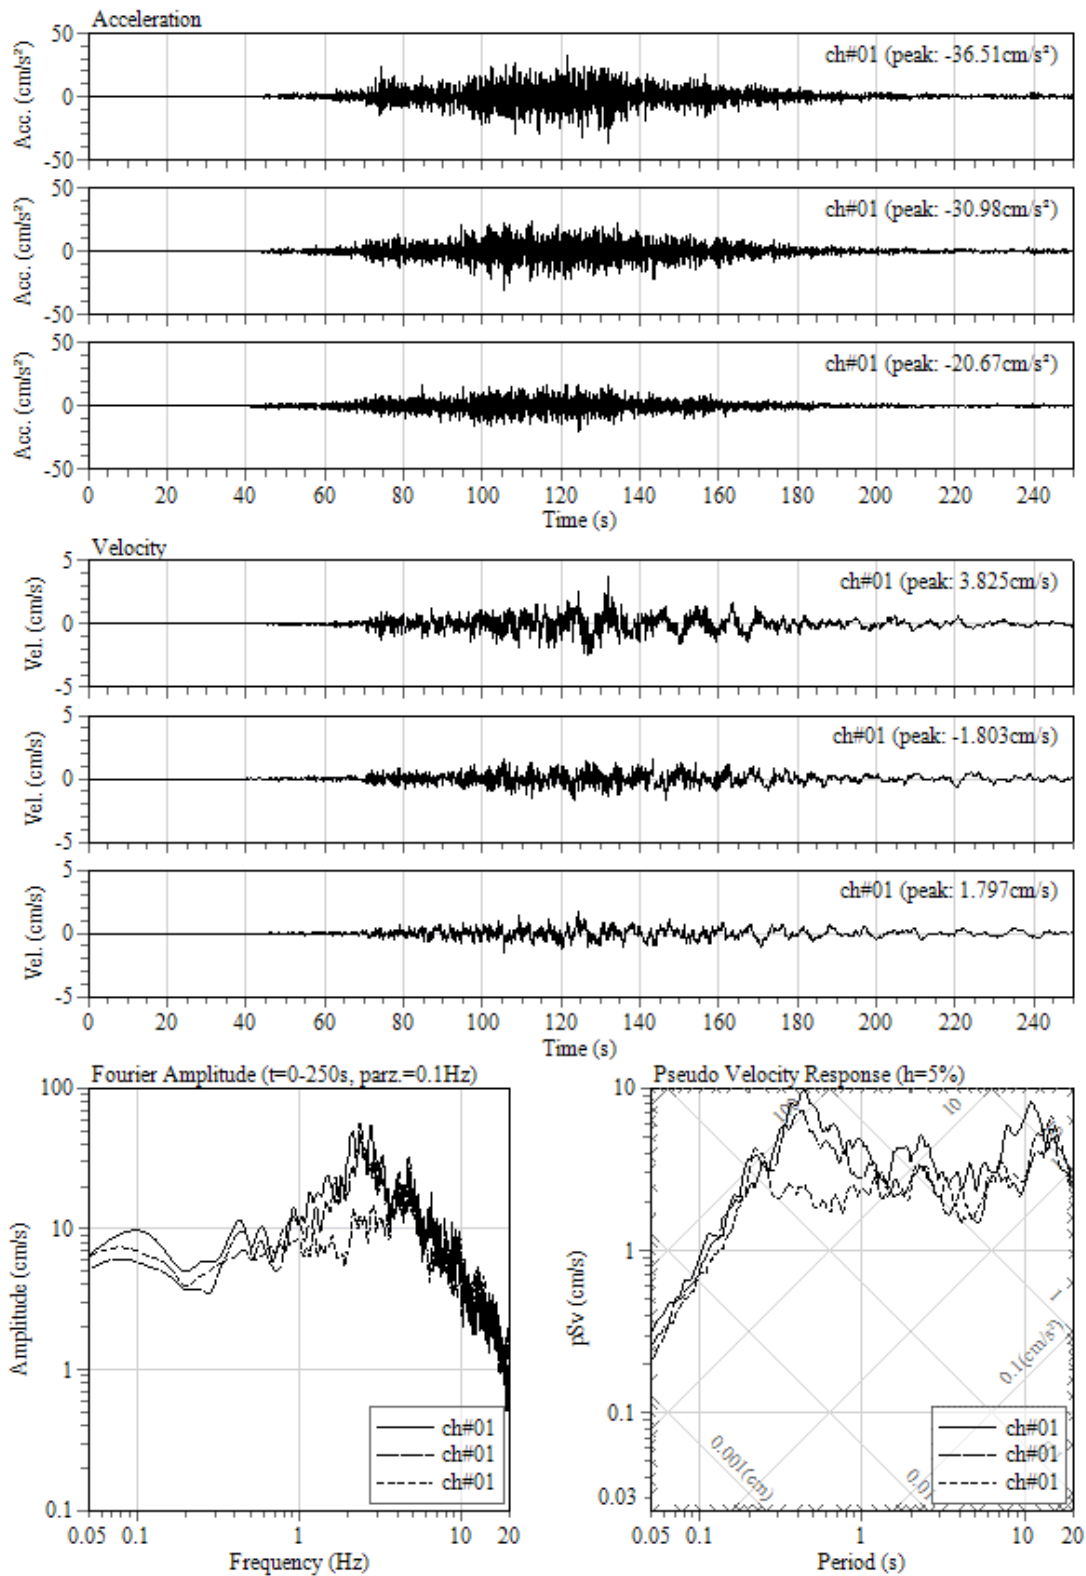 Acceleration
50
0
-50
Acc. (cm/s²)
ch#01 (peak: -36.51cm/s²)
50
0
-50
Acc. (cm/s²)
ch#01 (peak: -30.98cm/s²)
50
0
-50
Acc. (cm/s²)
ch#01 (peak: -20.67cm/s²)
0 20 40 60 80 100 120 140 160 180 200 220 240
Time (s)
Velocity
5
0
-5
Vel. (cm/s)
ch#01 (peak: 3.825cm/s)
5
0
-5
Vel. (cm/s)
ch#01 (peak: -1.803cm/s)
5
0
-5
Vel. (cm/s)
ch#01 (peak: 1.797cm/s)
0 20 40 60 80 100 120 140 160 180 200 220 240
Time (s)
Fourier Amplitude (t=0-250s, parz.=0.1Hz)
100
10
1
0.1
Amplitude (cm/s)
ch#01
ch#01
ch#01
0.05 0.1 1 10 20
Frequency (Hz)
Pseudo Velocity Response (h=5%)
10
1
0.1
0.03
pSv (cm/s)
100
10
1
0.1(cm/s²)
0.001(cm)
0.01
ch#01
ch#01
ch#01
0.05 0.1 1 10 20
Period (s)